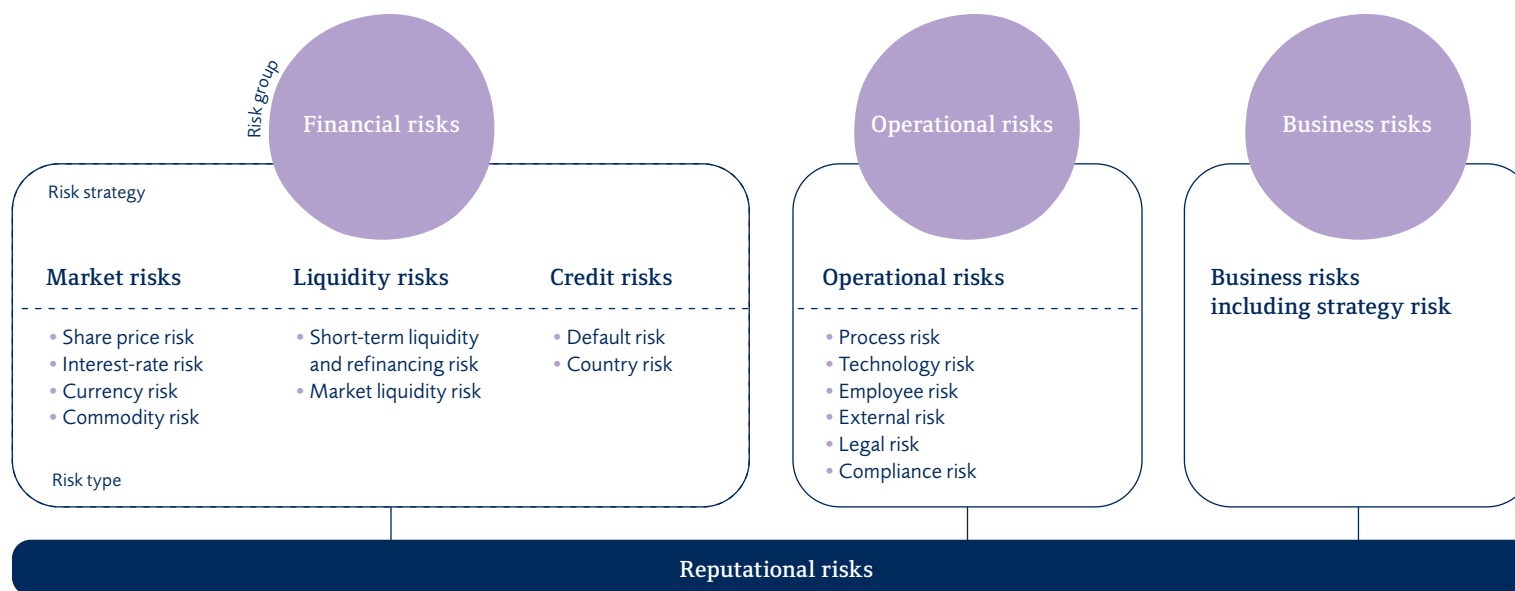 Risk group
Financial risks
Operational risks
Business risks
Risk strategy
Market risks
Liquidity risks
Credit risks
Operational risks
Business risks
including strategy risk
• Share price risk
• Interest-rate risk
• Currency risk
• Commodity risk
• Short-term liquidity
and refinancing risk
• Market liquidity risk
• Default risk
• Country risk
• Process risk
• Technology risk
• Employee risk
• External risk
• Legal risk
• Compliance risk
Risk type
Reputational risks